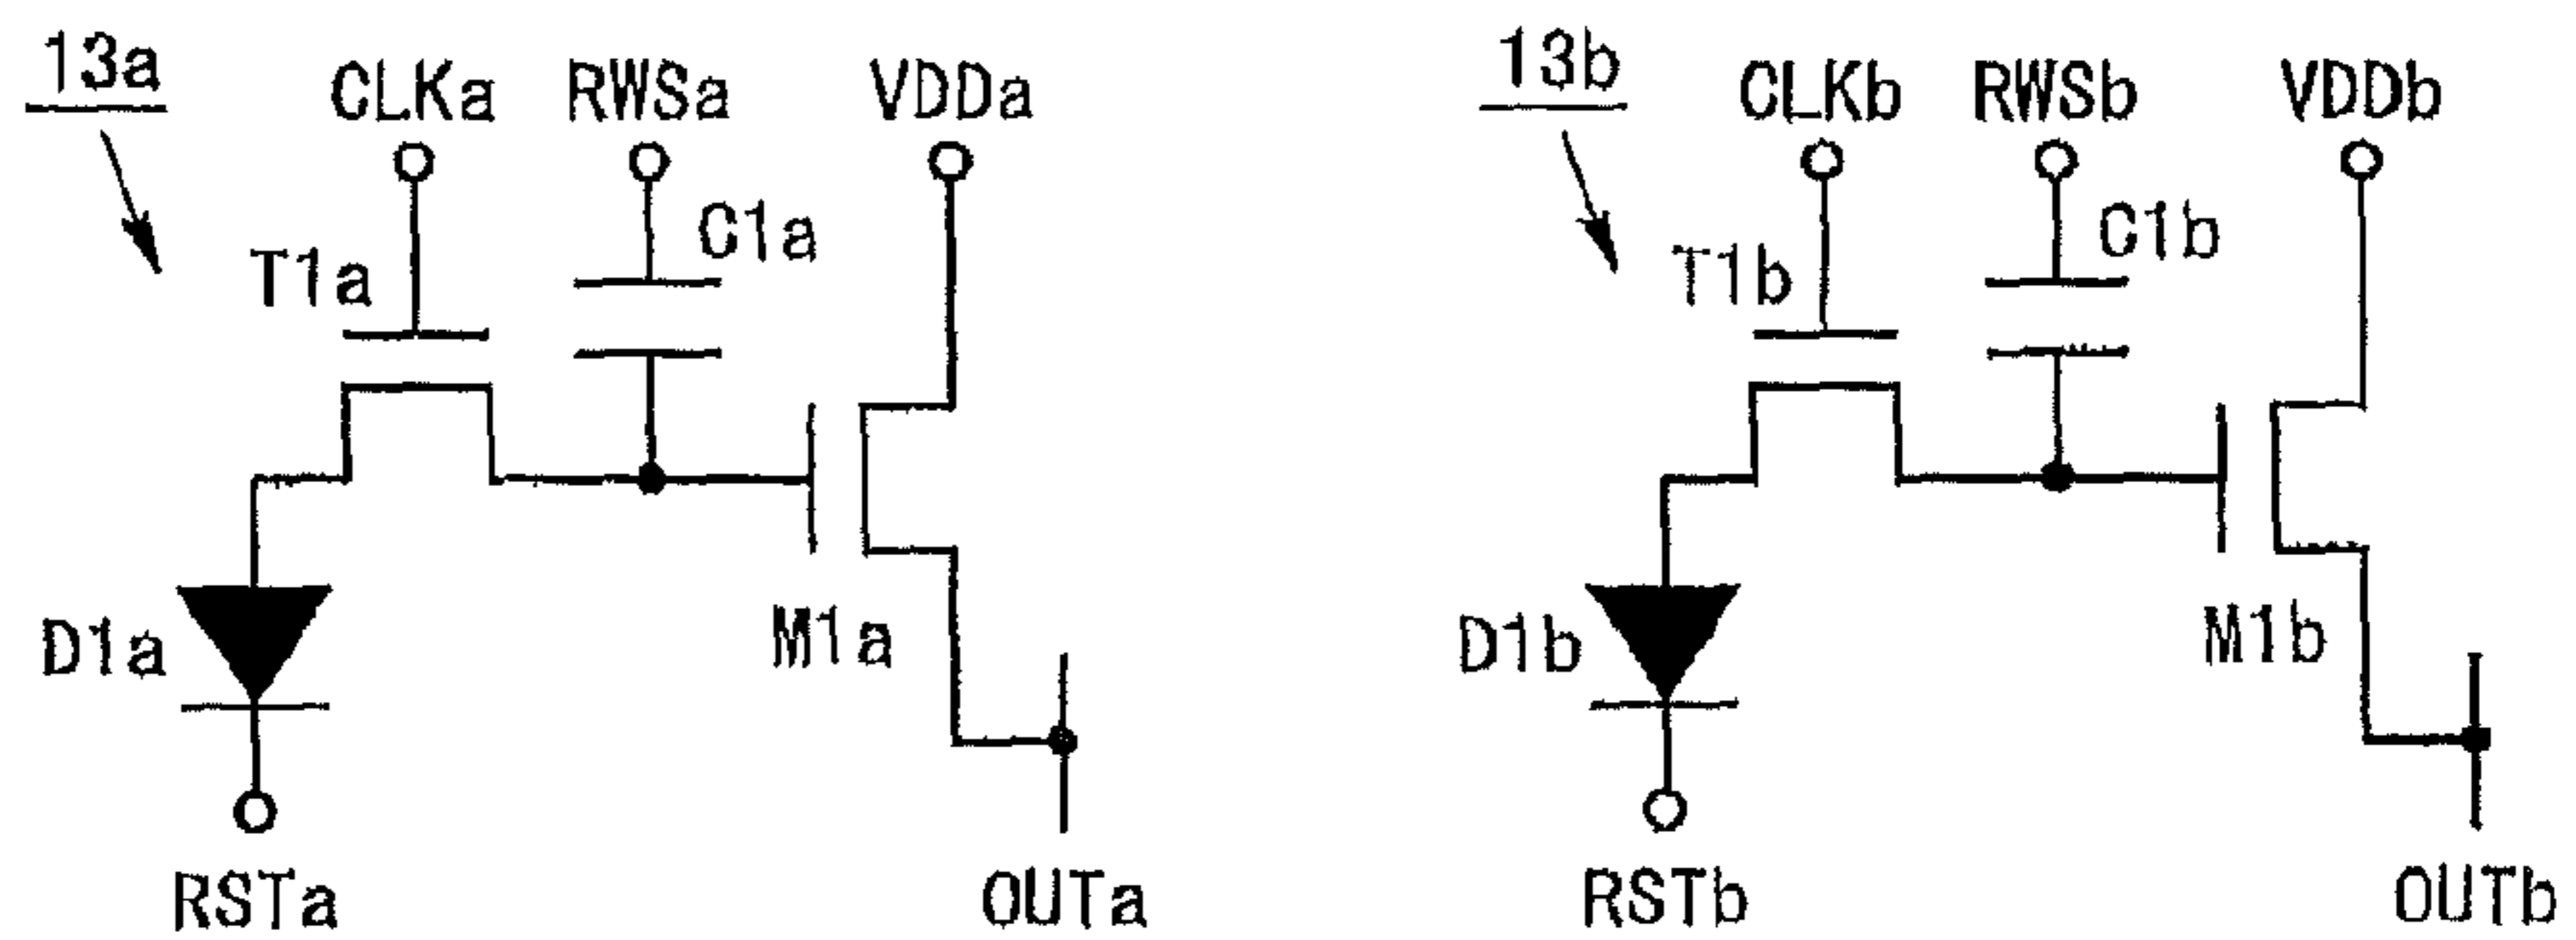 13a
CLKa
RWSa
VDDa
T1a
C1a
D1a
M1a
RSTa
OUTa
13b
CLKb
RWSb
VDDb
T1b
C1b
D1b
M1b
RSTb
OUTb